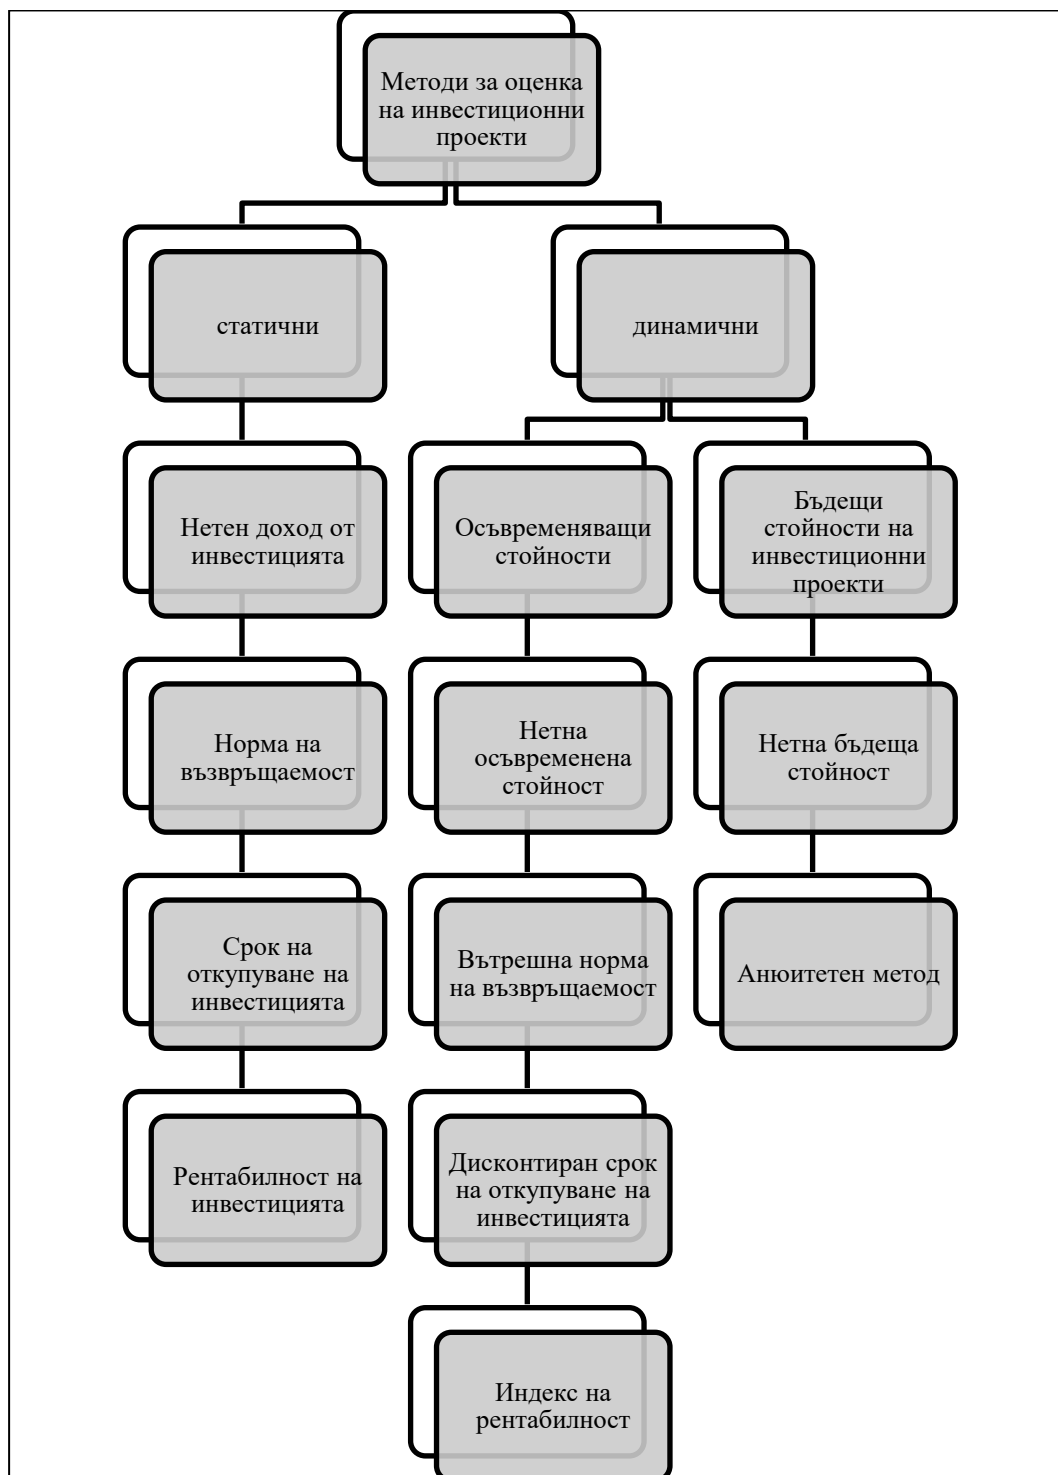 Методи за оценка
на инвестиционни
проекти
статични
динамични
Нетен доход от
инвестицията
Осъвременяващи
стойности
Бъдещи
стойности на
инвестиционни
проекти
Норма на
възвръщаемост
Нетна
осъвременена
стойност
Нетна бъдеща
стойност
Срок на
откупуване на
инвестицията
Вътрешна норма
на възвръщаемост
Анюитетен метод
Рентабилност на
инвестицията
Дисконтиран срок
на откупуване на
инвестицията
Индекс на
рентабилност